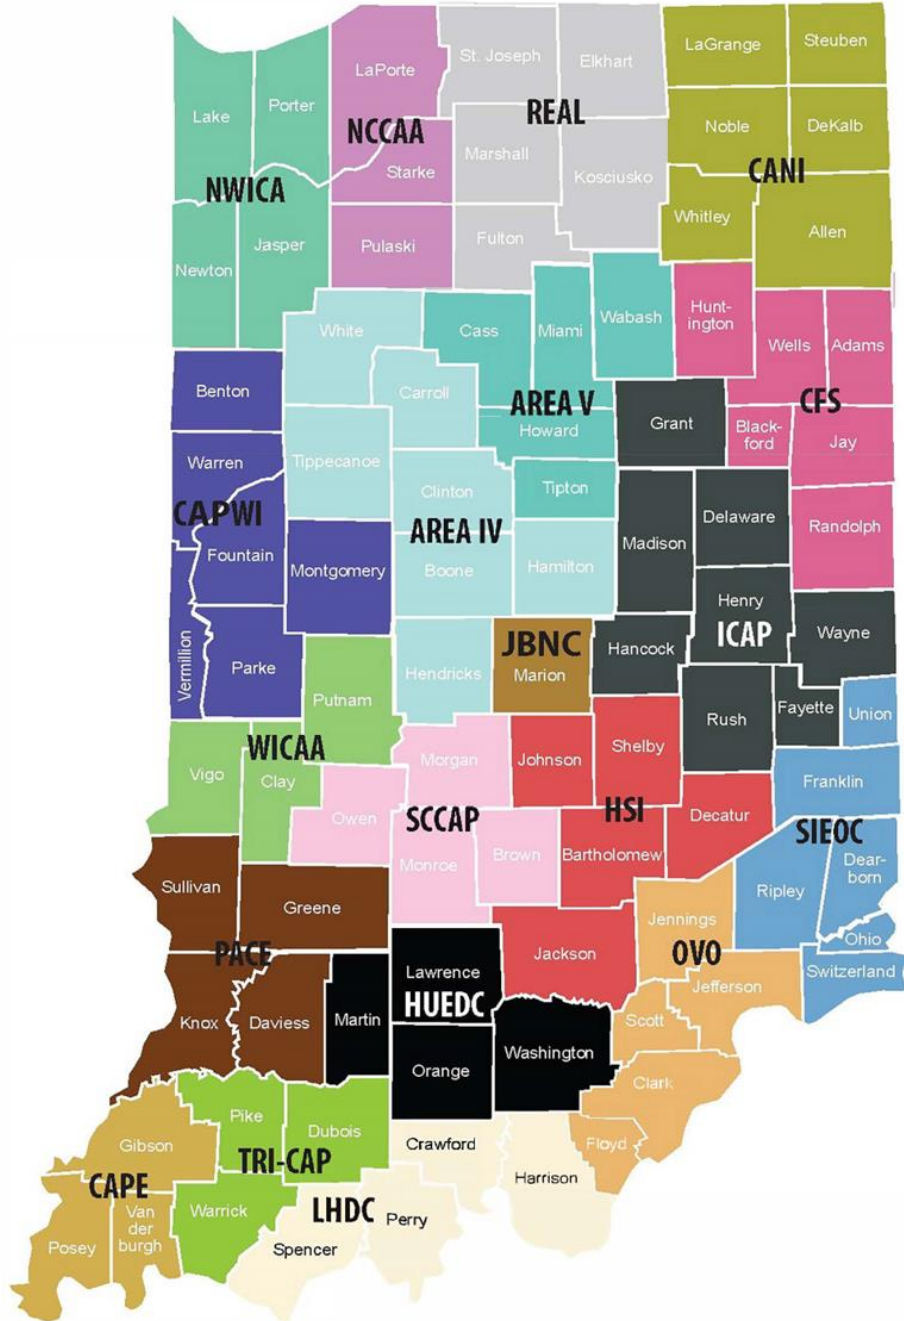 LaGrange
Steuben
St. Joseph
Elkhart
LaPorte
Porter
Lake
REAL
NCCAA
Noble
DeKalb
Marshall
Starke
CANI
Kosciusko
NWICA
Whitley
Allen
Jasper
Pulaski
Fulton
Newton
Hunt-
ington
Wabash
White
Cass
Miami
Wells
Adams
Benton
Carroll
AREA V
CFS
Grant
Black-
ford
Jay
Howard
Warren
Tippecanoe
Clinton
Tipton
CAPWI
AREA IV
Delaware
Randolph
Madison
Fountain
Montgomery
Boone
Hamilton
Henry
ICAP
Wayne
JBNC
Hancock
Vermillion
Parke
Hendricks
Marion
Putnam
Rush
Fayette
Union
WICAA
Morgan
Johnson
Shelby
Vigo
Clay
Franklin
Owen
SCCAP
HSI
Decatur
SIEOC
Monroe
Brown
Bartholomew
Dear-
born
Sullivan
Greene
Ripley
Jennings
Ohio
PACE
Lawrence
Jackson
OVO
Switzerland
HUEDC
Jefferson
Knox
Daviess
Martin
Scott
Washington
Orange
Clark
Pike
Dubois
Gibson
Crawford
Floyd
TRI-CAP
Harrison
CAPE
Warrick
LHDC
Perry
Van
der
burgh
Posey
Spencer